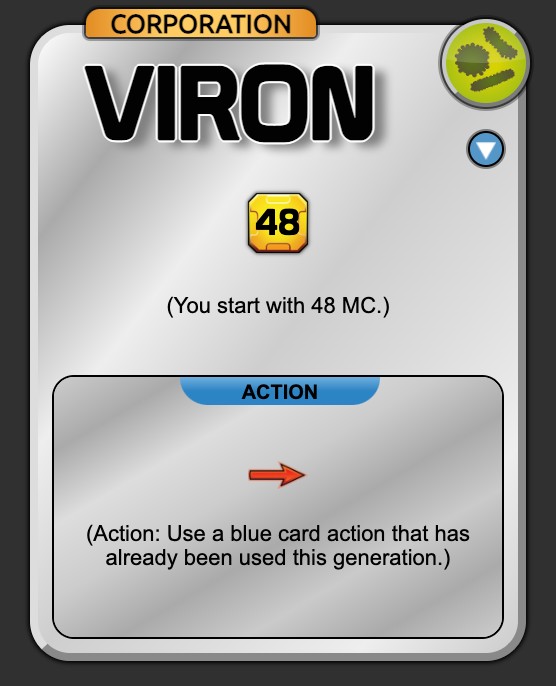 CORPORATION
VIRON
48
(You start with 48 MC.)
ACTION
(Action: Use a blue card action that has
already been used this generation.)